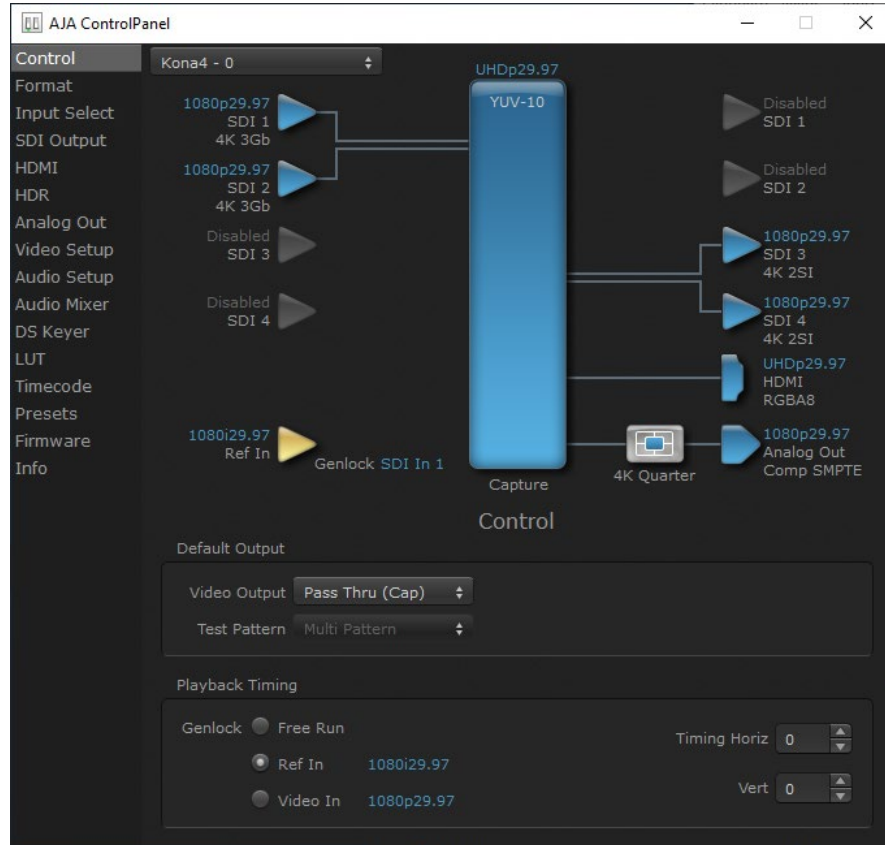 AJA ControlPanel
Control
Format
Input Select
SDI Output
HDMI
HDR
Analog Out
Video Setup
Audio Setup
Audio Mixer
DS Keyer
LUT
Timecode
Presets
Firmware
Info
Kona4 - 0
1080p29.97
SDI 1
4K 3Gb
1080p29.97
SDI 2
4K 3Gb
Disabled
SDI 3
Disabled
SDI 4
1080i29.97
Ref In
Genlock SDI In 1
UHDp29.97
YUV-10
Capture
Disabled
SDI 1
Disabled
SDI 2
1080p29.97
SDI 3
4K 2SI
1080p29.97
SDI 4
4K 2SI
UHDp29.97
HDMI
RGBA8
4K Quarter
1080p29.97
Analog Out
Comp SMPTE
Control
Default Output
Video Output Pass Thru (Cap)
Test Pattern Multi Pattern
Playback Timing
Genlock Free Run
Ref In 1080i29.97
Video In 1080p29.97
Timing Horiz 0
Vert 0